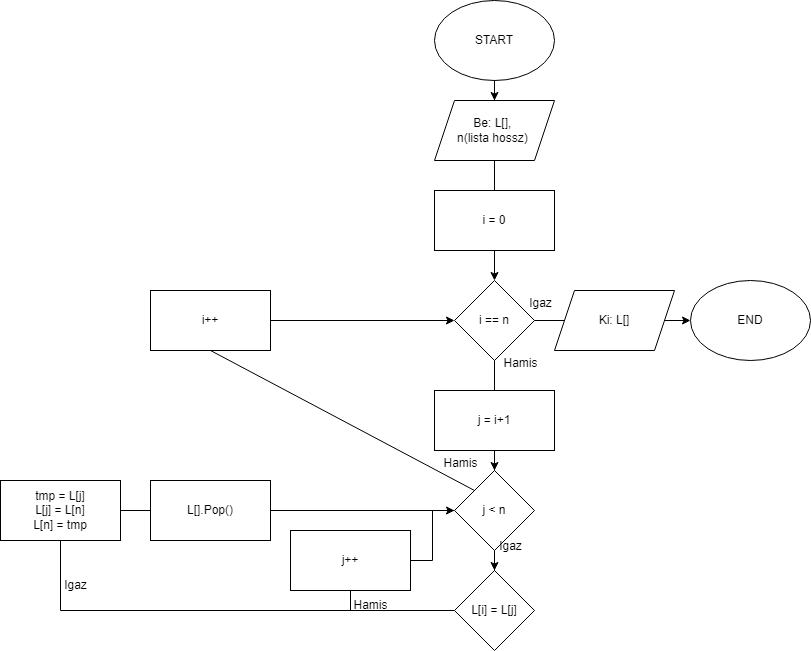 START
Be: L[],
n(lista hossz)
i = 0
i++
i == n
Igaz
Ki: L[]
END
Hamis
j = i+1
Hamis
tmp = L[j]
L[j] = L[n]
L[n] = tmp
L[].Pop()
j < n
Igaz
j++
Igaz
Hamis
L[i] = L[j]